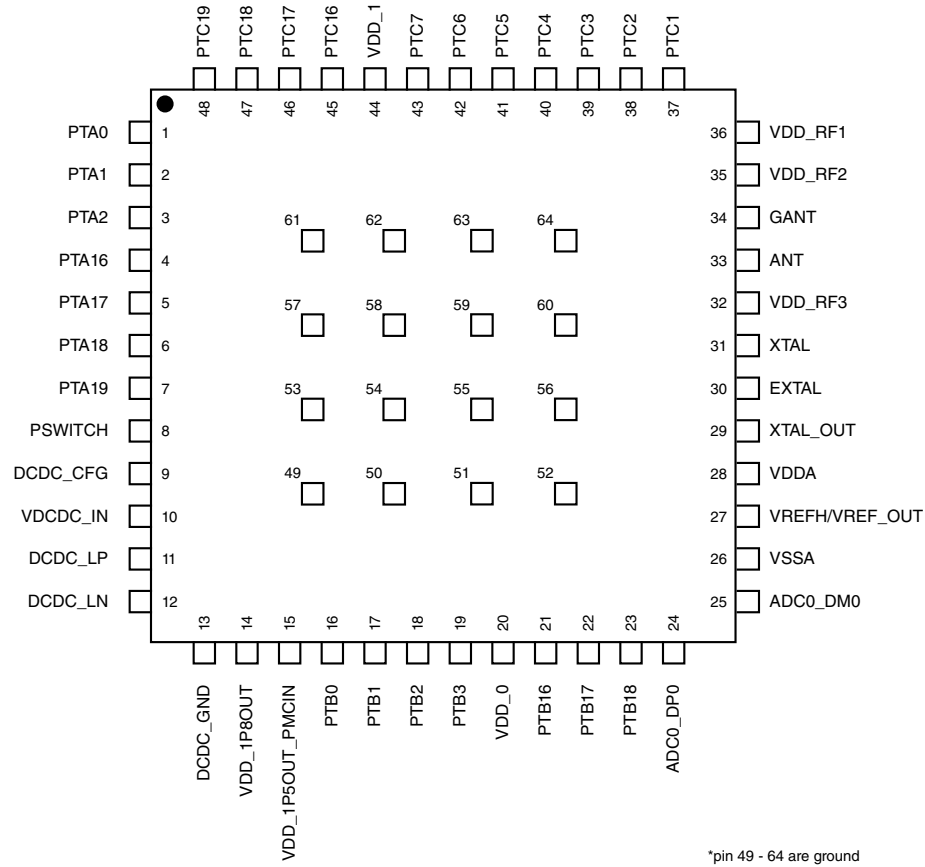 PTC19
PTC18
PTC17
PTC16
VDD_1
PTC7
PTC6
PTC5
PTC4
PTC3
PTC2
PTC1
48
47
46
45
44
43
42
41
40
39
38
37
PTA0 1
36 VDD_RF1
PTA1 2
35 VDD_RF2
PTA2 3
34 GANT
61 62 63 64
PTA16 4
33 ANT
PTA17 5
32 VDD_RF3
57 58 59 60
PTA18 6
31 XTAL
PTA19 7
30 EXTAL
53 54 55 56
PSWITCH 8
29 XTAL_OUT
DCDC_CFG 9
28 VDDA
49 50 51 52
VDCDC_IN 10
27 VREFH/VREF_OUT
DCDC_LP 11
26 VSSA
DCDC_LN 12
25 ADC0_DM0
13
14
15
16
17
18
19
20
21
22
23
24
DCDC_GND
VDD_1P8OUT
VDD_1P5OUT_PMCIN
PTB0
PTB1
PTB2
PTB3
VDD_0
PTB16
PTB17
PTB18
ADC0_DP0
*pin 49 - 64 are ground